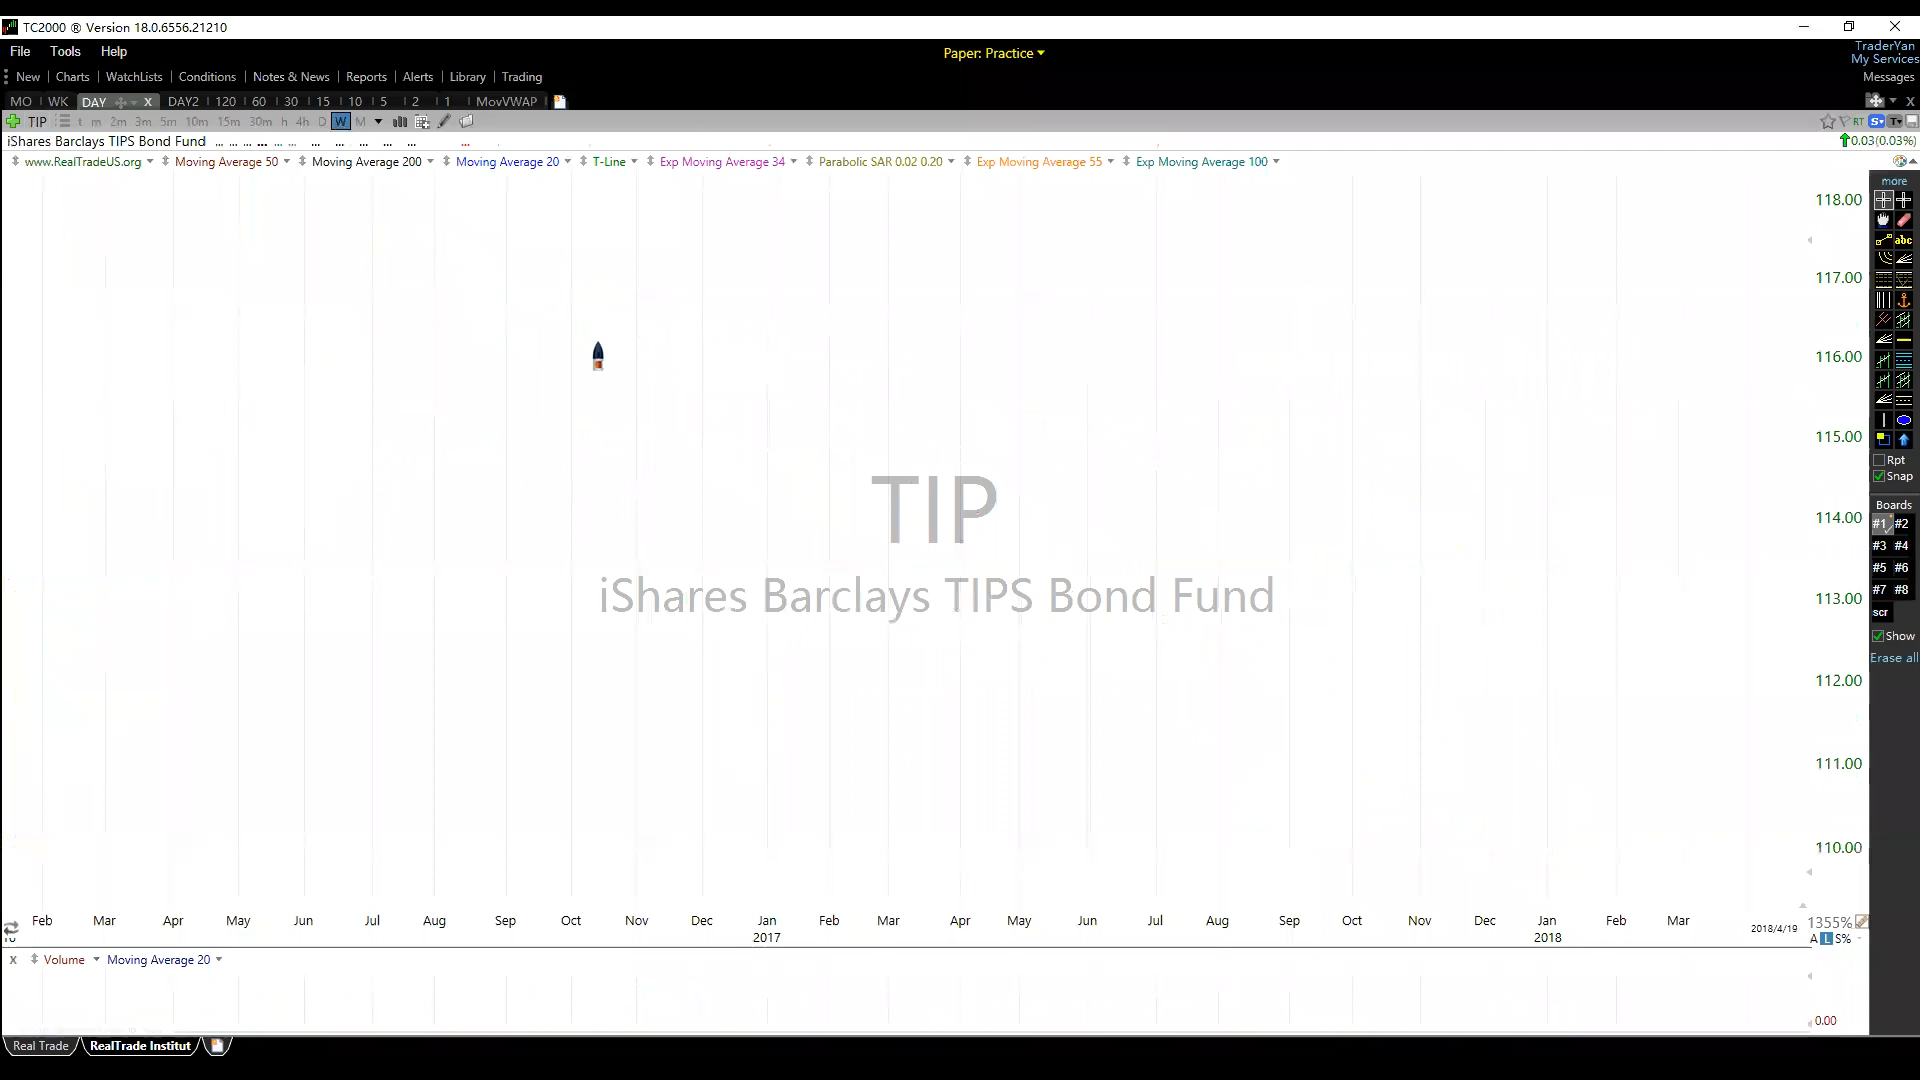 TC2000 ® Version 18.0.6556.21210
File Tools Help
Paper: Practice
TraderYan
My Services
New Charts WatchLists Conditions Notes & News Reports Alerts Library Trading
Messages
MO WK DAY X DAY2 120 60 30 15 10 5 2 1 MovVWAP
X
TIP t m 2m 3m 5m 10m 15m 30m h 4h D W M
RT S T
iShares Barclays TIPS Bond Fund
0.03(0.03%)
www.RealTradeUS.org Moving Average 50 Moving Average 200 Moving Average 20 T-Line Exp Moving Average 34 Parabolic SAR 0.02 0.20 Exp Moving Average 55 Exp Moving Average 100
more
118.00
abc
117.00
116.00
115.00
Rpt
Snap
TIP
Boards
114.00
#1 #2
#3 #4
#5 #6
iShares Barclays TIPS Bond Fund
113.00
#7 #8
scr
Show
Erase all
112.00
111.00
110.00
Feb Mar Apr May Jun Jul Aug Sep Oct Nov Dec Jan Feb Mar Apr May Jun Jul Aug Sep Oct Nov Dec Jan Feb Mar
1355%
2018/4/19
2017 2018
A L S%
X Volume Moving Average 20
0.00
Real Trade RealTrade Institut